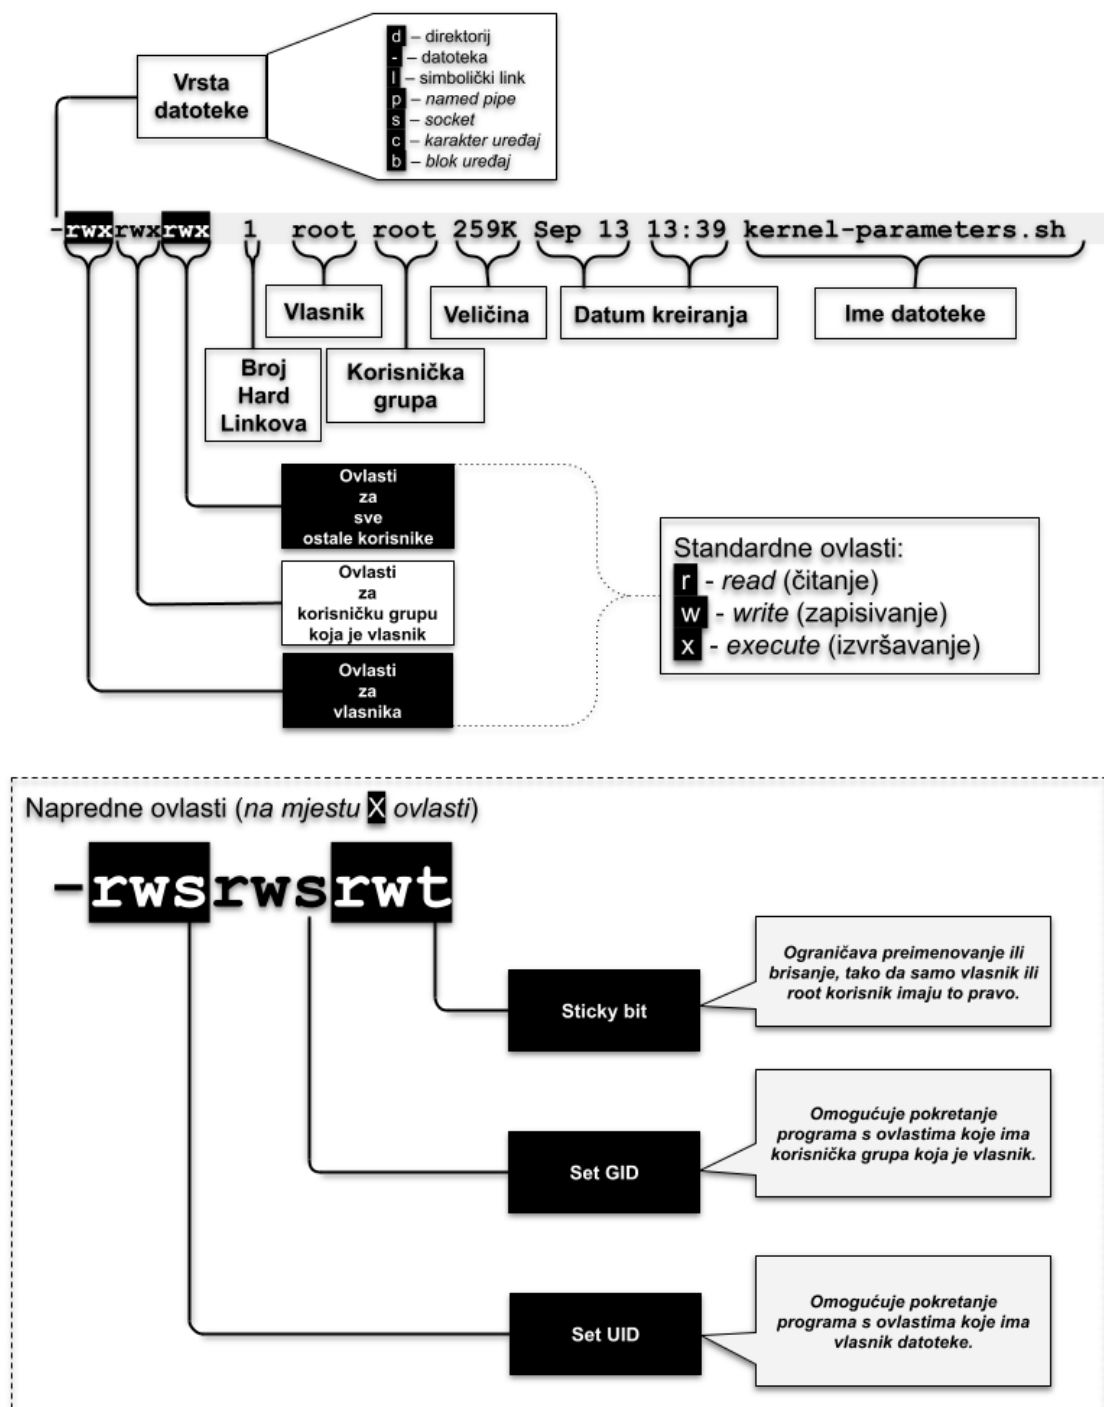 d – direktorij
- – datoteka
l – simbolički link
p – named pipe
s – socket
c – karakter uređaj
b – blok uređaj
Vrsta
datoteke
-rwxrwxrwx 1 root root 259K Sep 13 13:39 kernel-parameters.sh
Vlasnik
Veličina
Datum kreiranja
Ime datoteke
Broj
Hard
Linkova
Korisnička
grupa
Ovlasti
za
sve
ostale korisnike
Ovlasti
za
korisničku grupu
koja je vlasnik
Ovlasti
za
vlasnika
Standardne ovlasti:
r - read (čitanje)
w - write (zapisivanje)
x - execute (izvršavanje)
Napredne ovlasti (na mjestu X ovlasti)
-rwsrwsrwt
Sticky bit
Ograničava preimenovanje ili
brisanje, tako da samo vlasnik ili
root korisnik imaju to pravo.
Set GID
Omogućuje pokretanje
programa s ovlastima koje ima
korisnička grupa koja je vlasnik.
Set UID
Omogućuje pokretanje
programa s ovlastima koje ima
vlasnik datoteke.